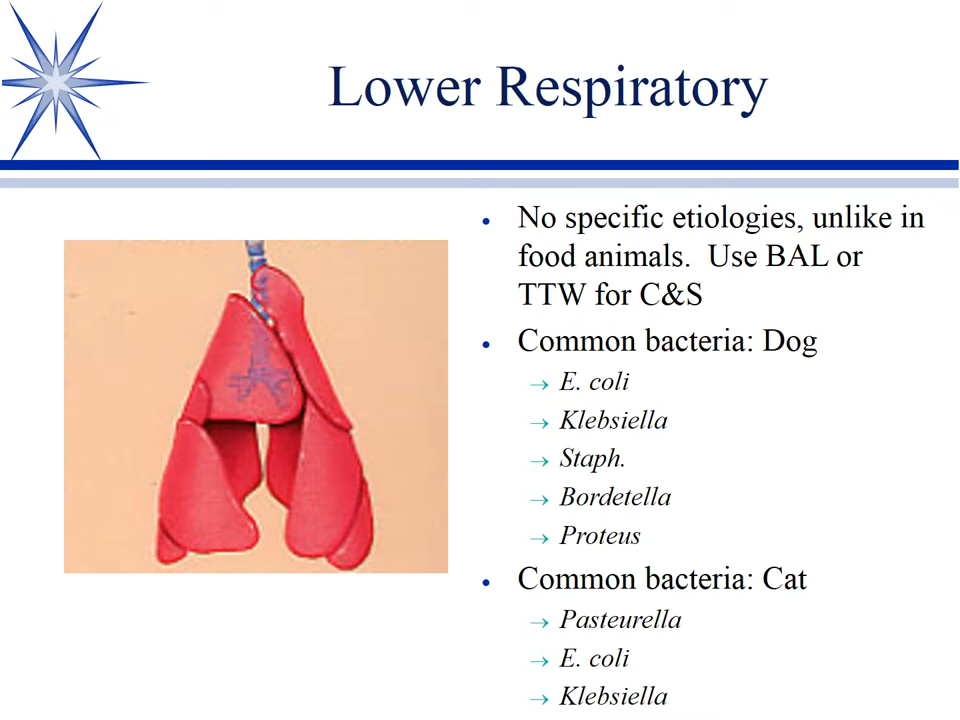 Lower Respiratory
No specific etiologies, unlike in
food animals.  Use BAL or
TTW for C&S
Common bacteria: Dog
E. coli
Klebsiella
Staph.
Bordetella
Proteus
Common bacteria: Cat
Pasteurella
E. coli
Klebsiella